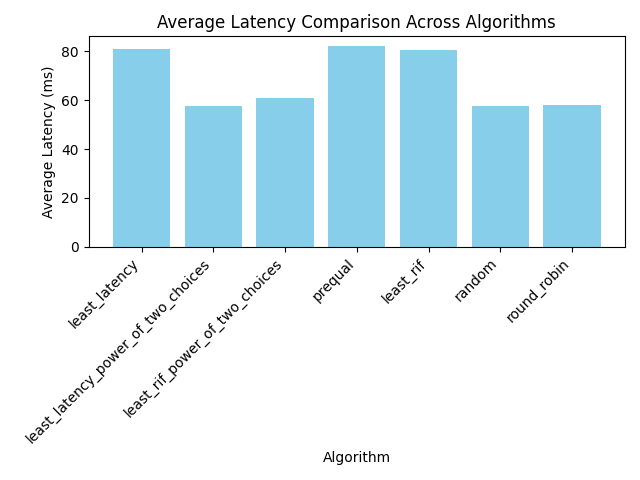 Average Latency Comparison Across Algorithms
Average Latency (ms)
80
60
40
20
0
least_latency
least_latency_power_of_two_choices
least_rif_power_of_two_choices
prequal
least_rif
random
round_robin
Algorithm